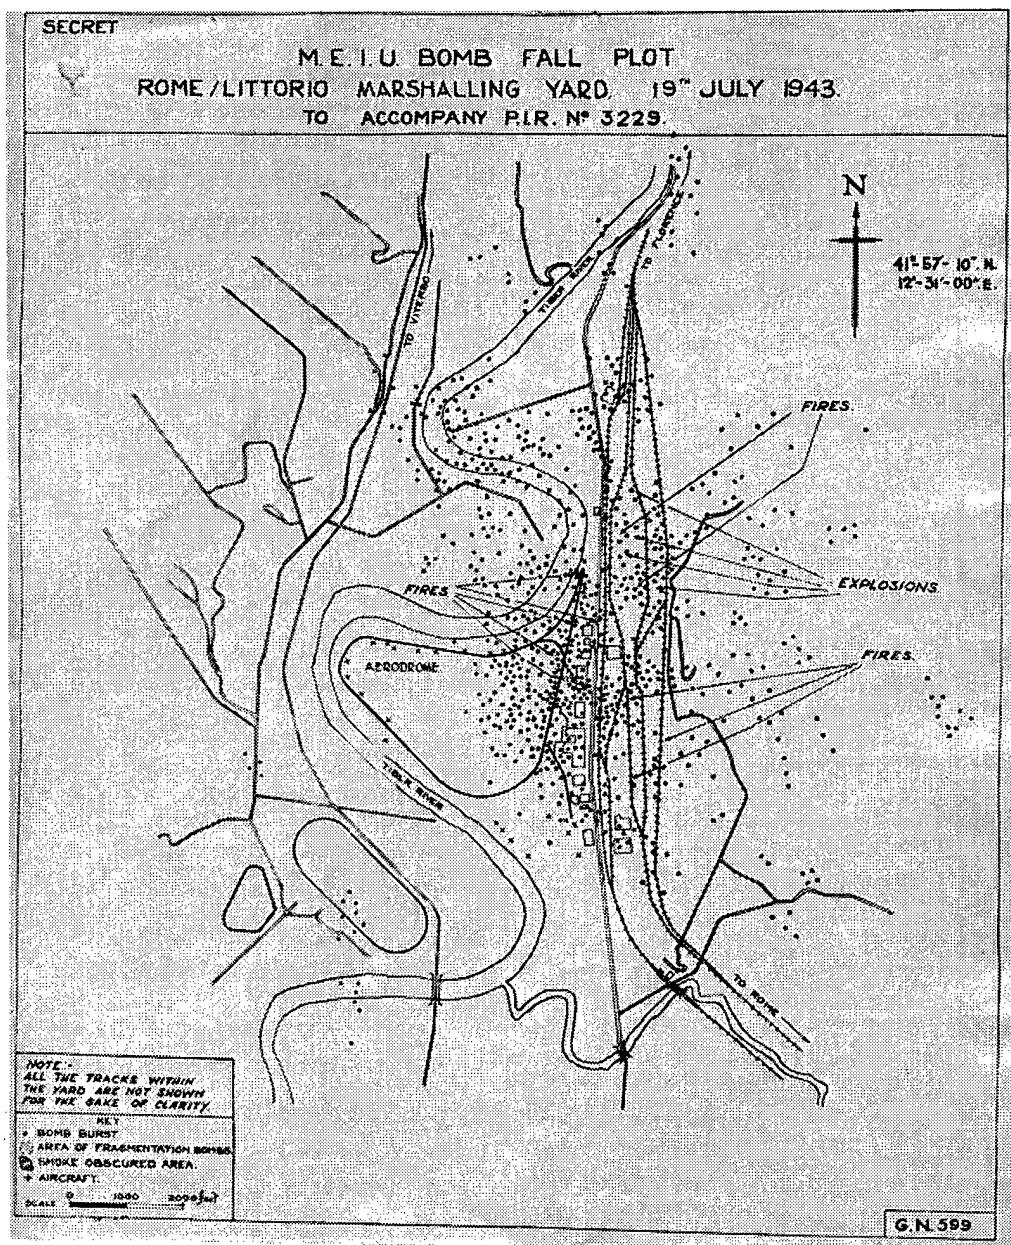 SECRET
M. E. I. U. BOMB FALL PLOT
ROME/LITTORIO MARSHALLING YARD. 19TH JULY 1943.
TO ACCOMPANY P.I.R. Nº 3229.
N
41°-57'-10". N.
12°-31'-00". E.
TO FLORENCE
TIBER RIVER
TO VITERBO
FIRES.
EXPLOSIONS.
FIRES
AERODROME.
FIRES.
TIBER RIVER
TO ROME
NOTE -
ALL THE TRACKS WITHIN
THE YARD ARE NOT SHOWN
FOR THE SAKE OF CLARITY.
KEY
BOMB BURST
AREA OF FRAGMENTATION BOMBS.
SMOKE OBSCURED AREA.
+ AIRCRAFT.
SCALE 0 1000 2000 feet
G.N. 599